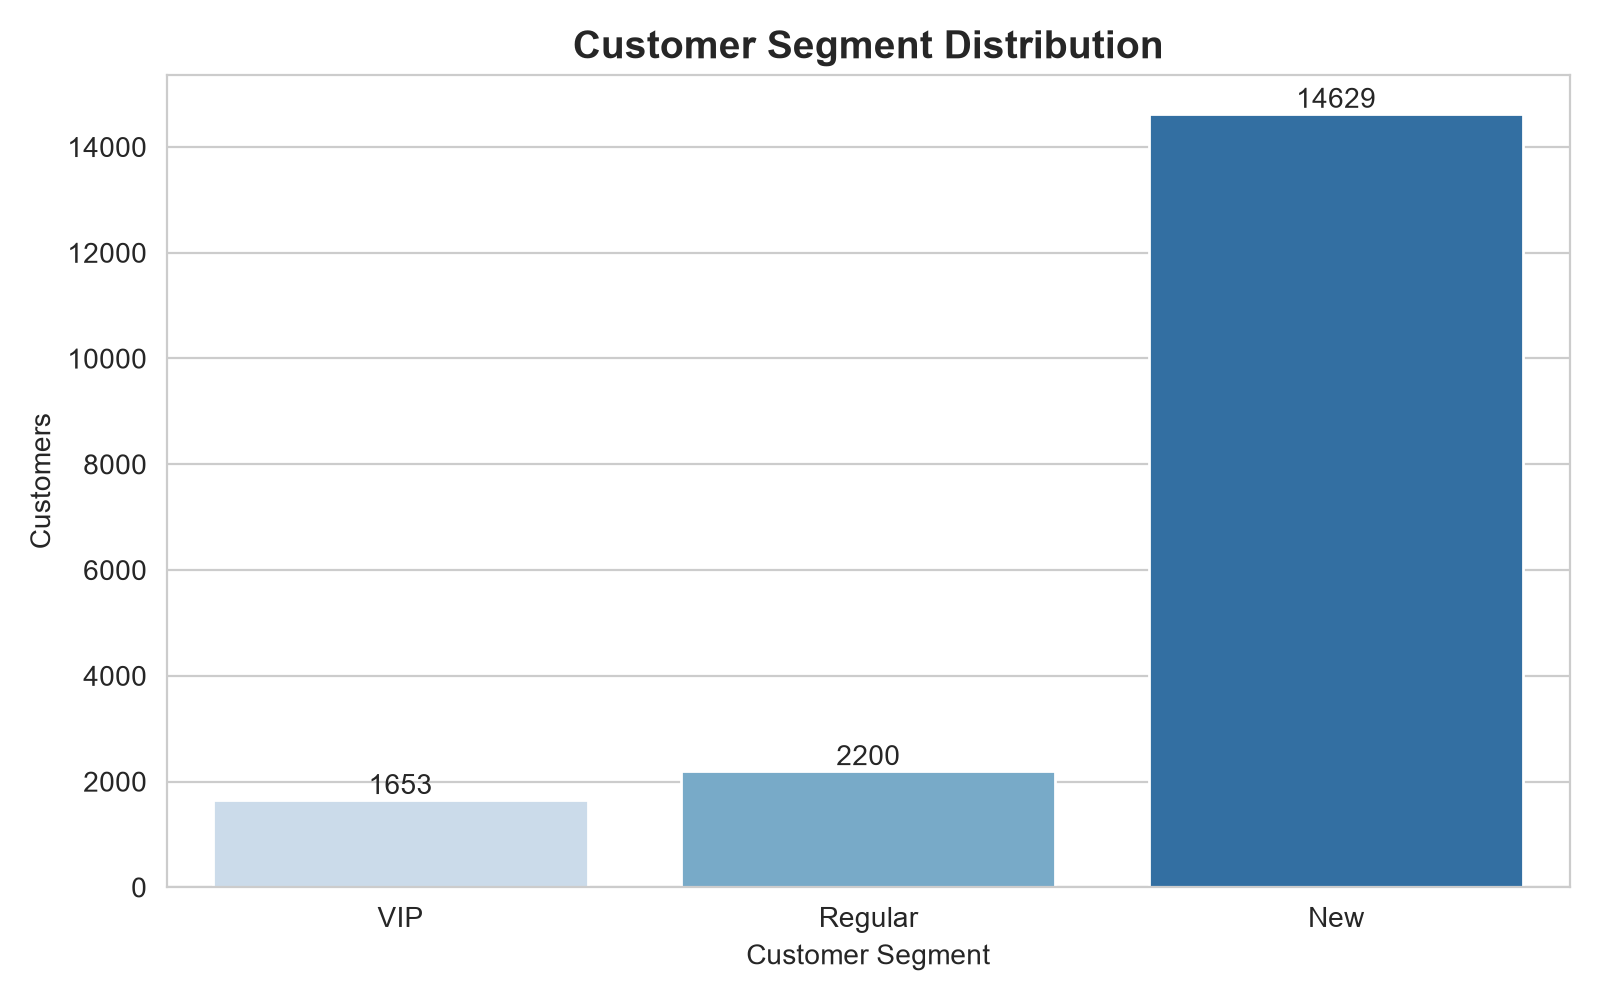 Customer Segment Distribution
14629
14000
12000
10000
8000
6000
4000
2200
2000
1653
0
Customers
VIP
Regular
New
Customer Segment